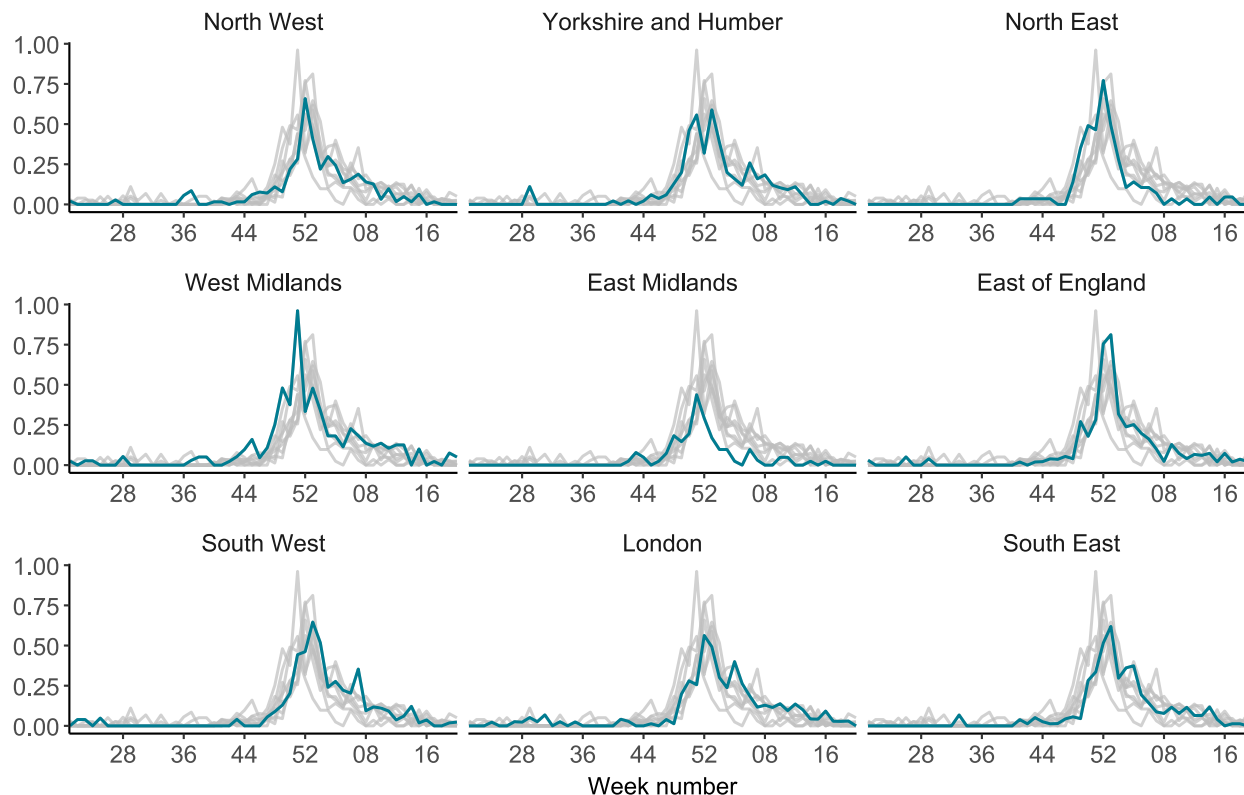 North West Yorkshire and Humber North East
1.00
0.75
0.50
0.25
0.00
28 36 44 52 08 16 28 36 44 52 08 16 28 36 44 52 08 16
West Midlands East Midlands East of England
1.00
0.75
0.50
0.25
0.00
28 36 44 52 08 16 28 36 44 52 08 16 28 36 44 52 08 16
South West London South East
1.00
0.75
0.50
0.25
0.00
28 36 44 52 08 16 28 36 44 52 08 16 28 36 44 52 08 16
Week number